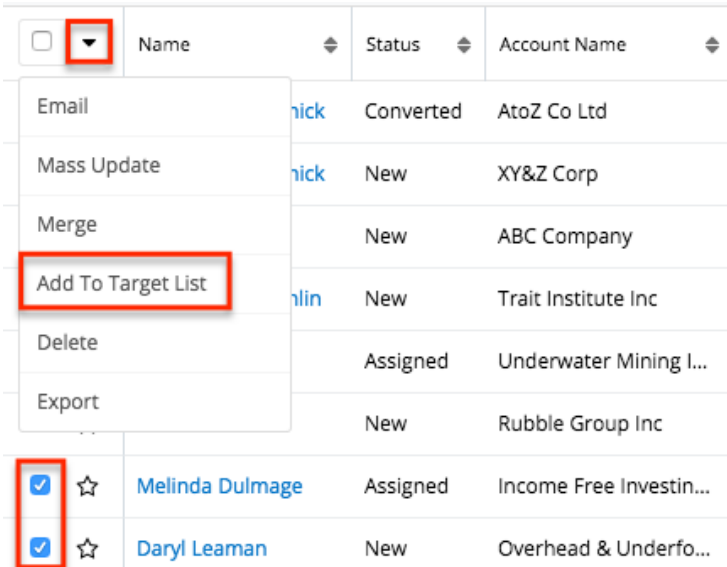 Name Status Account Name
Email
nick Converted AtoZ Co Ltd
Mass Update
nick New XY&Z Corp
Merge
New ABC Company
Add To Target List
nlin New Trait Institute Inc
Delete
Assigned Underwater Mining I...
Export
New Rubble Group Inc
Melinda Dulmage Assigned Income Free Investin...
Daryl Leaman New Overhead & Underfo...